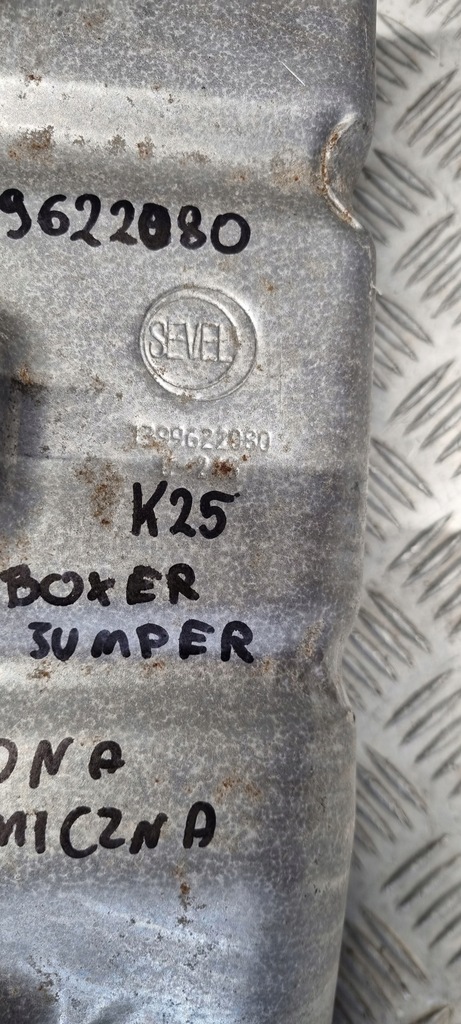 9622080
SEVEL
1399622080
K25
BOXER
JUMPER
ONA
MICZNA